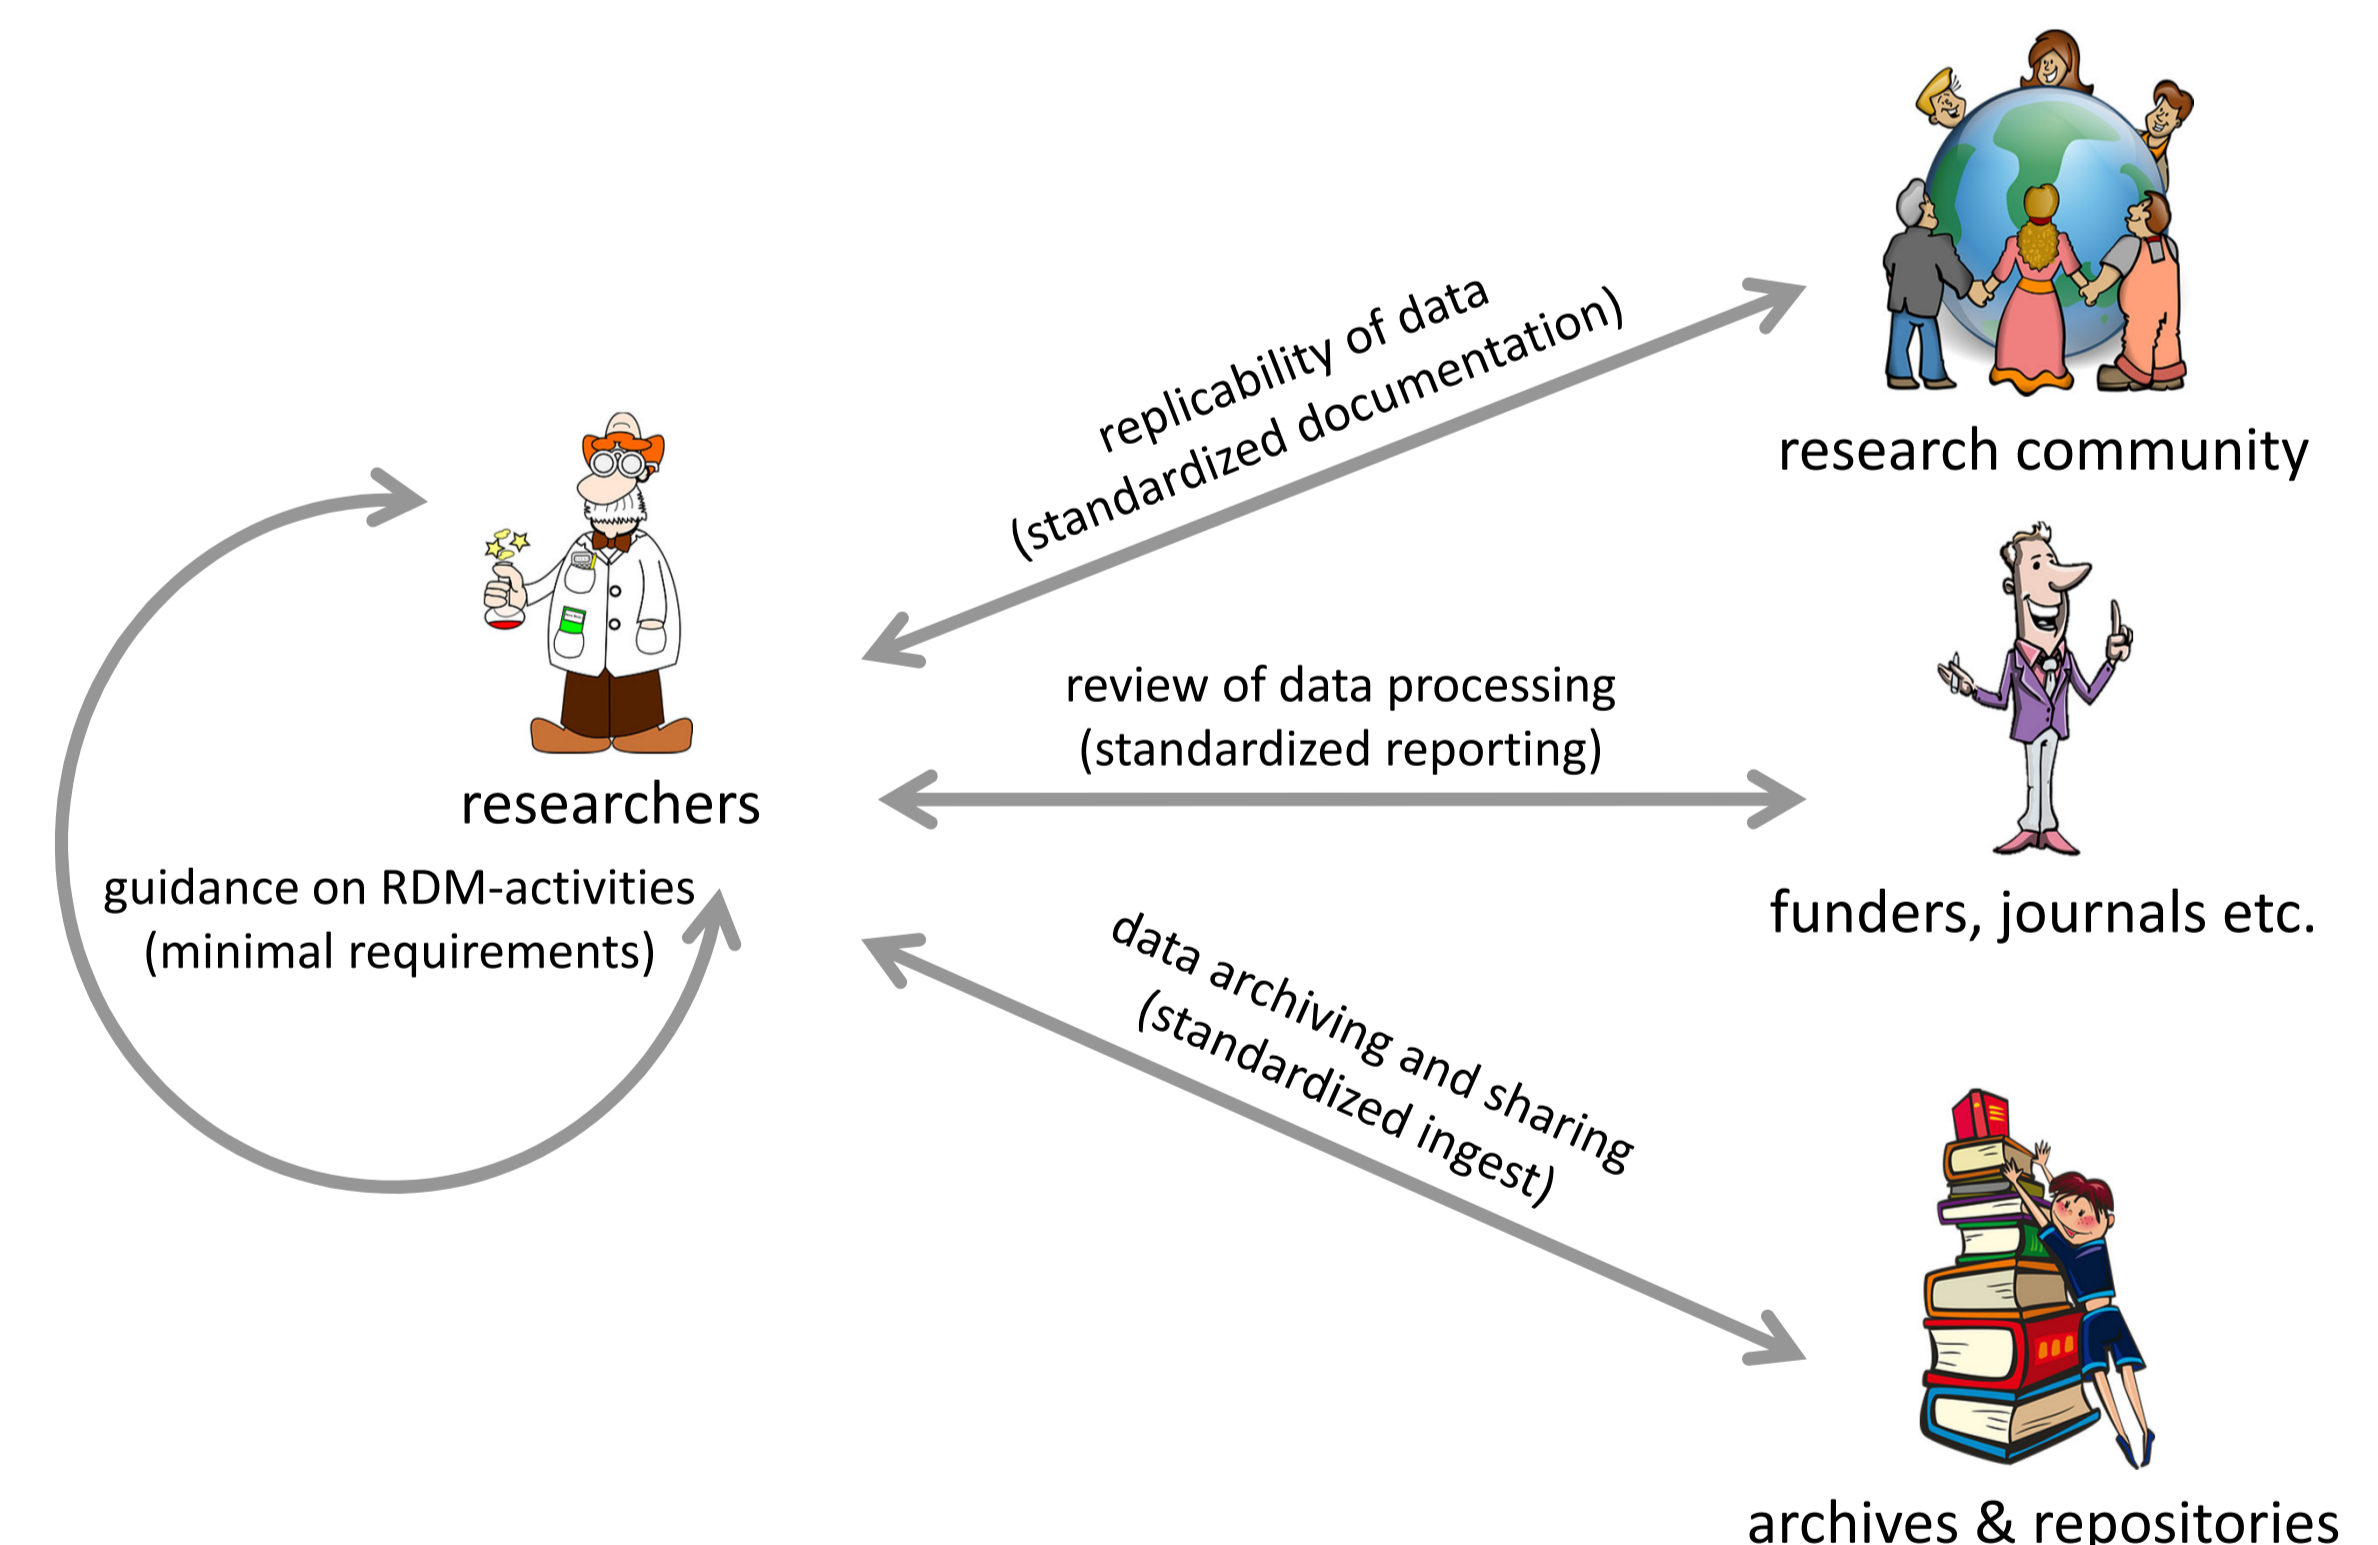 replicability of data
(standardized documentation)
research community
review of data processing
(standardized reporting)
researchers
guidance on RDM-activities
(minimal requirements)
funders, journals etc.
data archiving and sharing
(standardized ingest)
archives & repositories